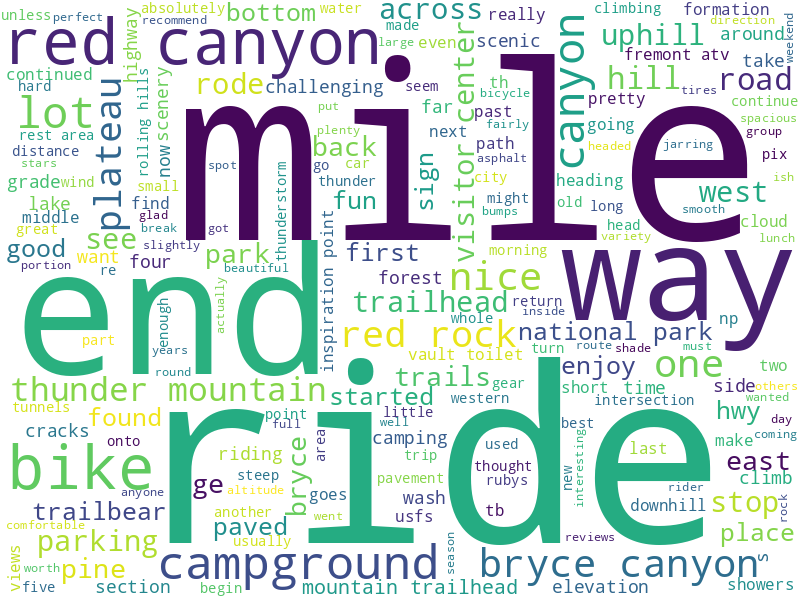 unless
perfect
absolutely
recommend
highway
bottom
across
water
made
large
even
climbing
really
scenic
formation
direction
weekend
red canyon
mile
uphill
around
fremont atv
take
continued
hard
rode
challenging
seem
canyon
hill
road
lot
plateau
scenery
rolling hills
now
put
plenty
far
th
bicycle
fairly
visitor center
past
next
path
asphalt
pretty
going
tires
continue
spacious
group
rest area
distance
stars
back
car
spot
go
thunder
sign
city
might
bumps
heading
old
long
headed
jarring
pix
ish
grade
wind
lake
small
find
middle
great
glad
break
got
fun
west
smooth
head
variety
cloud
lunch
see
good
want
re
four
slightly
portion
park
beautiful
thunderstorm
actually
inspiration point
first
forest
morning
end
way
nice
trailhead
return
inside
whole
red rock
national park
np
route
shade
must
part
enough
years
round
vault toilet
turn
enjoy
one
two
thunder mountain
started
trails
gear
western
short
time
side
others
wanted
tunnels
found
cracks
onto
point
full
little
well
intersection
best
hwy
day
coming
make
ride
bike
riding
steep
bryce
area
camping
trip
pavement
used
thought
rubys
new
interesting
last
east
climb
rider
rock
anyone
ge
altitude
another
goes
wash
usfs
tb
downhill
stop
trailbear
paved
usually
went
place
reviews
comfortable
parking
pine
views
worth
five
section
campground
begin
mountain trailhead
season
bryce canyon
elevation
s
showers